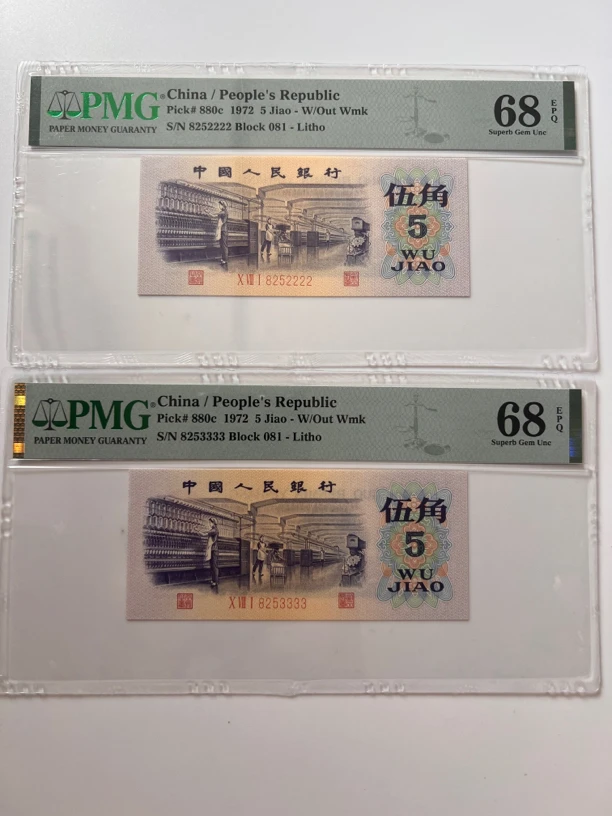 PMG
PAPER MONEY GUARANTY
China / People's Republic
Pick# 880c 1972 5 Jiao - W/Out Wmk
S/N 8252222 Block 081 - Litho
68 EPQ
Superb Gem Unc
中國人民銀行
伍角
5
WU
JIAO
X VIII I 8252222
PMG
PAPER MONEY GUARANTY
China / People's Republic
Pick# 880c 1972 5 Jiao - W/Out Wmk
S/N 8253333 Block 081 - Litho
68 EPQ
Superb Gem Unc
中國人民銀行
伍角
5
WU
JIAO
X VIII I 8253333